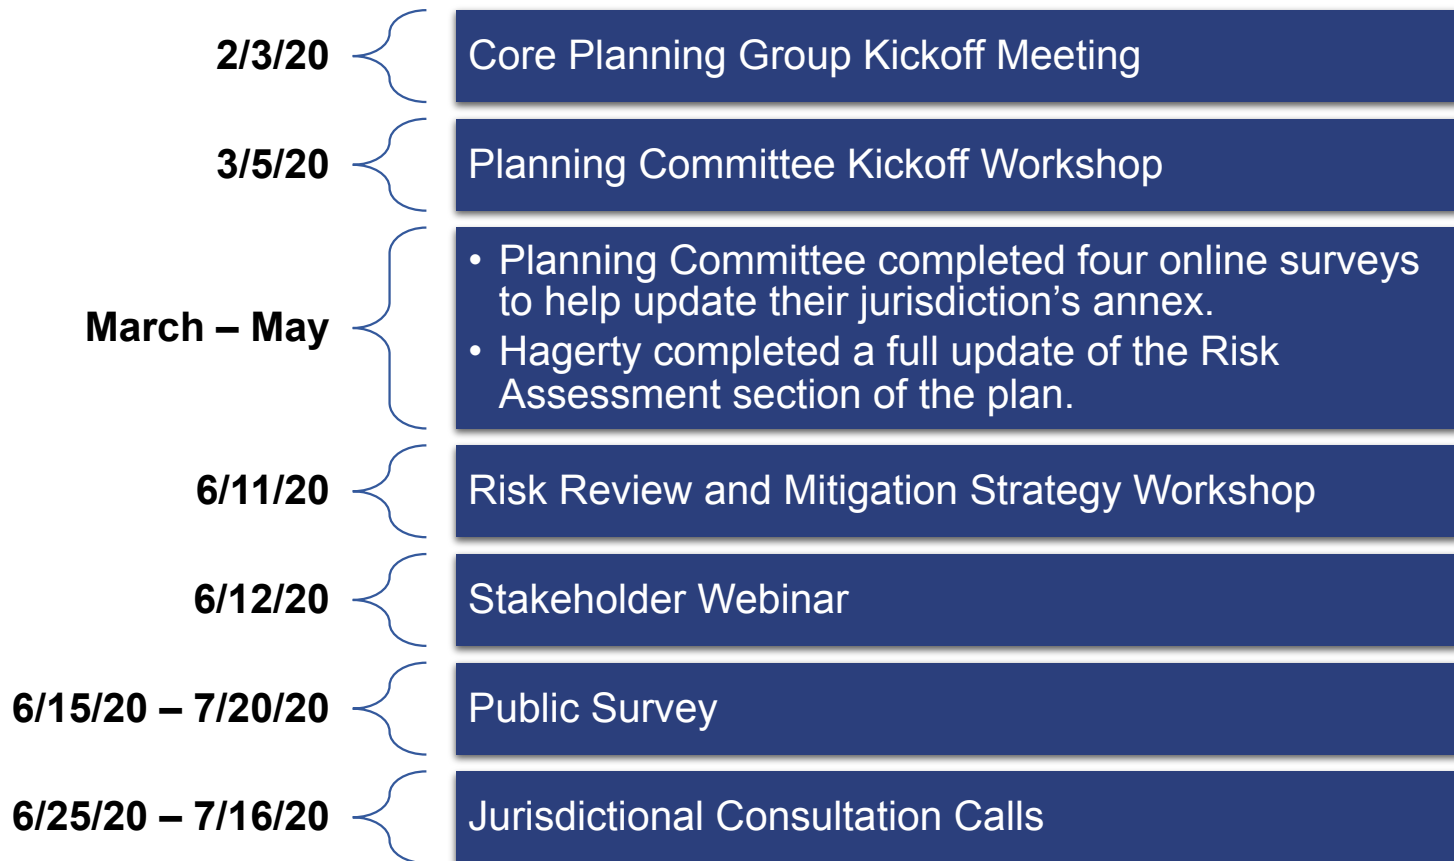 2/3/20
Core Planning Group Kickoff Meeting
3/5/20
Planning Committee Kickoff Workshop
March – May
• Planning Committee completed four online surveys
to help update their jurisdiction’s annex.
• Hagerty completed a full update of the Risk
Assessment section of the plan.
6/11/20
Risk Review and Mitigation Strategy Workshop
6/12/20
Stakeholder Webinar
6/15/20 – 7/20/20
Public Survey
6/25/20 – 7/16/20
Jurisdictional Consultation Calls